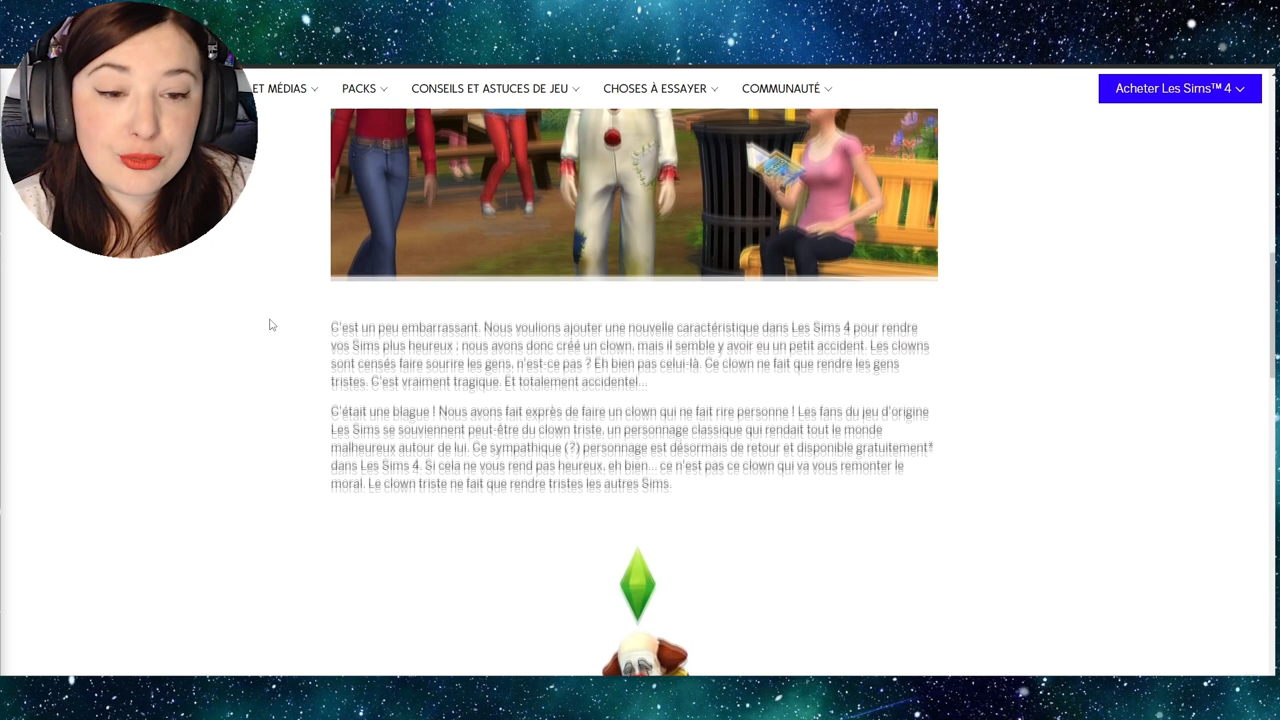 ET MÉDIAS
PACKS
CONSEILS ET ASTUCES DE JEU
CHOSES À ESSAYER
COMMUNAUTÉ
Acheter Les Sims™ 4
C'est un peu embarrassant. Nous voulions ajouter une nouvelle caractéristique dans Les Sims 4 pour rendre
vos Sims plus heureux ; nous avons donc créé un clown, mais il semble y avoir eu un petit accident. Les clowns
sont censés faire sourire les gens, n'est-ce pas ? Eh bien pas celui-là. Ce clown ne fait que rendre les gens
tristes. C'est vraiment tragique. Et totalement accidentel...
C'était une blague ! Nous avons fait exprès de faire un clown qui ne fait rire personne ! Les fans du jeu d'origine
Les Sims se souviennent peut-être du clown triste, un personnage classique qui rendait tout le monde
malheureux autour de lui. Ce sympathique (?) personnage est désormais de retour et disponible gratuitement*
dans Les Sims 4. Si cela ne vous rend pas heureux, eh bien... ce n'est pas ce clown qui va vous remonter le
moral. Le clown triste ne fait que rendre tristes les autres Sims.